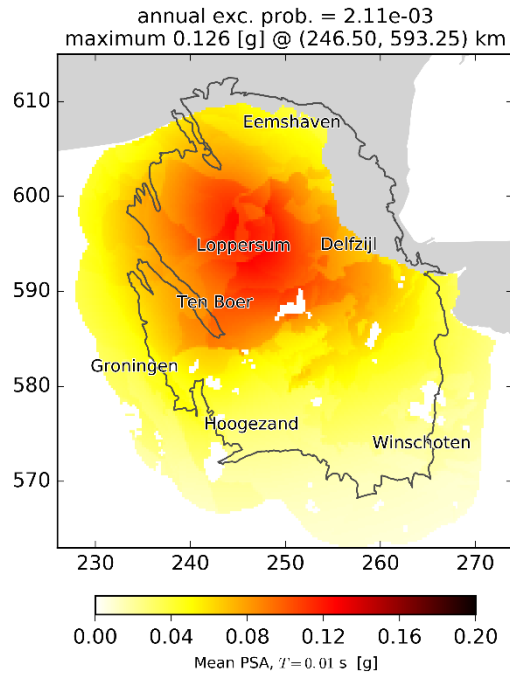 annual exc. prob. = 2.11e-03
maximum 0.126 [g] @ (246.50, 593.25) km
610
Eemshaven
600
Loppersum
Delfzijl
590
Ten Boer
Groningen
580
Hoogezand
Winschoten
570
230 240 250 260 270
0.00 0.04 0.08 0.12 0.16 0.20
Mean PSA, T=0.01 s [g]